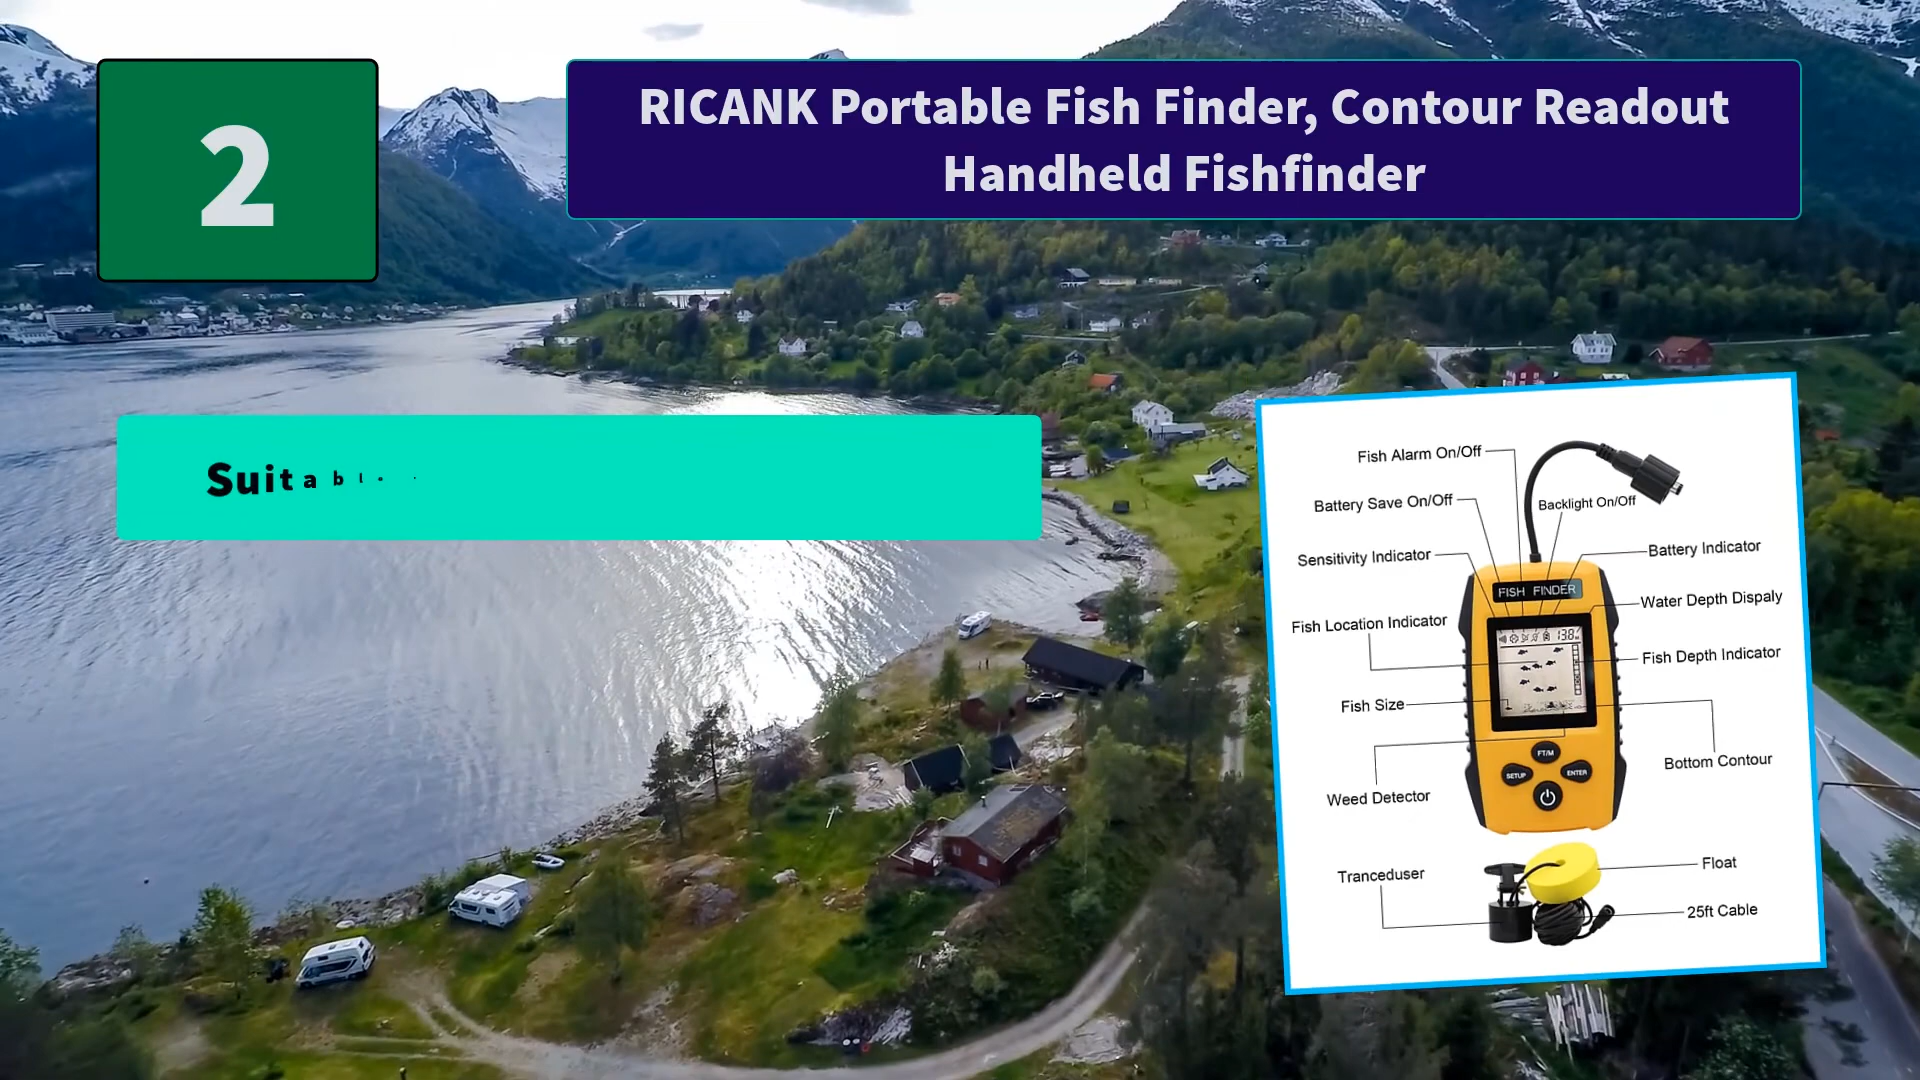 2
RICANK Portable Fish Finder, Contour Readout
Handheld Fishfinder
Suitabl
Fish Alarm On/Off
Battery Save On/Off
Backlight On/Off
Sensitivity Indicator
Battery Indicator
FISH FINDER
Water Depth Dispaly
Fish Location Indicator
138
Fish Depth Indicator
Fish Size
FT/M
SETUP
ENTER
Bottom Contour
Weed Detector
Tranceduser
Float
25ft Cable